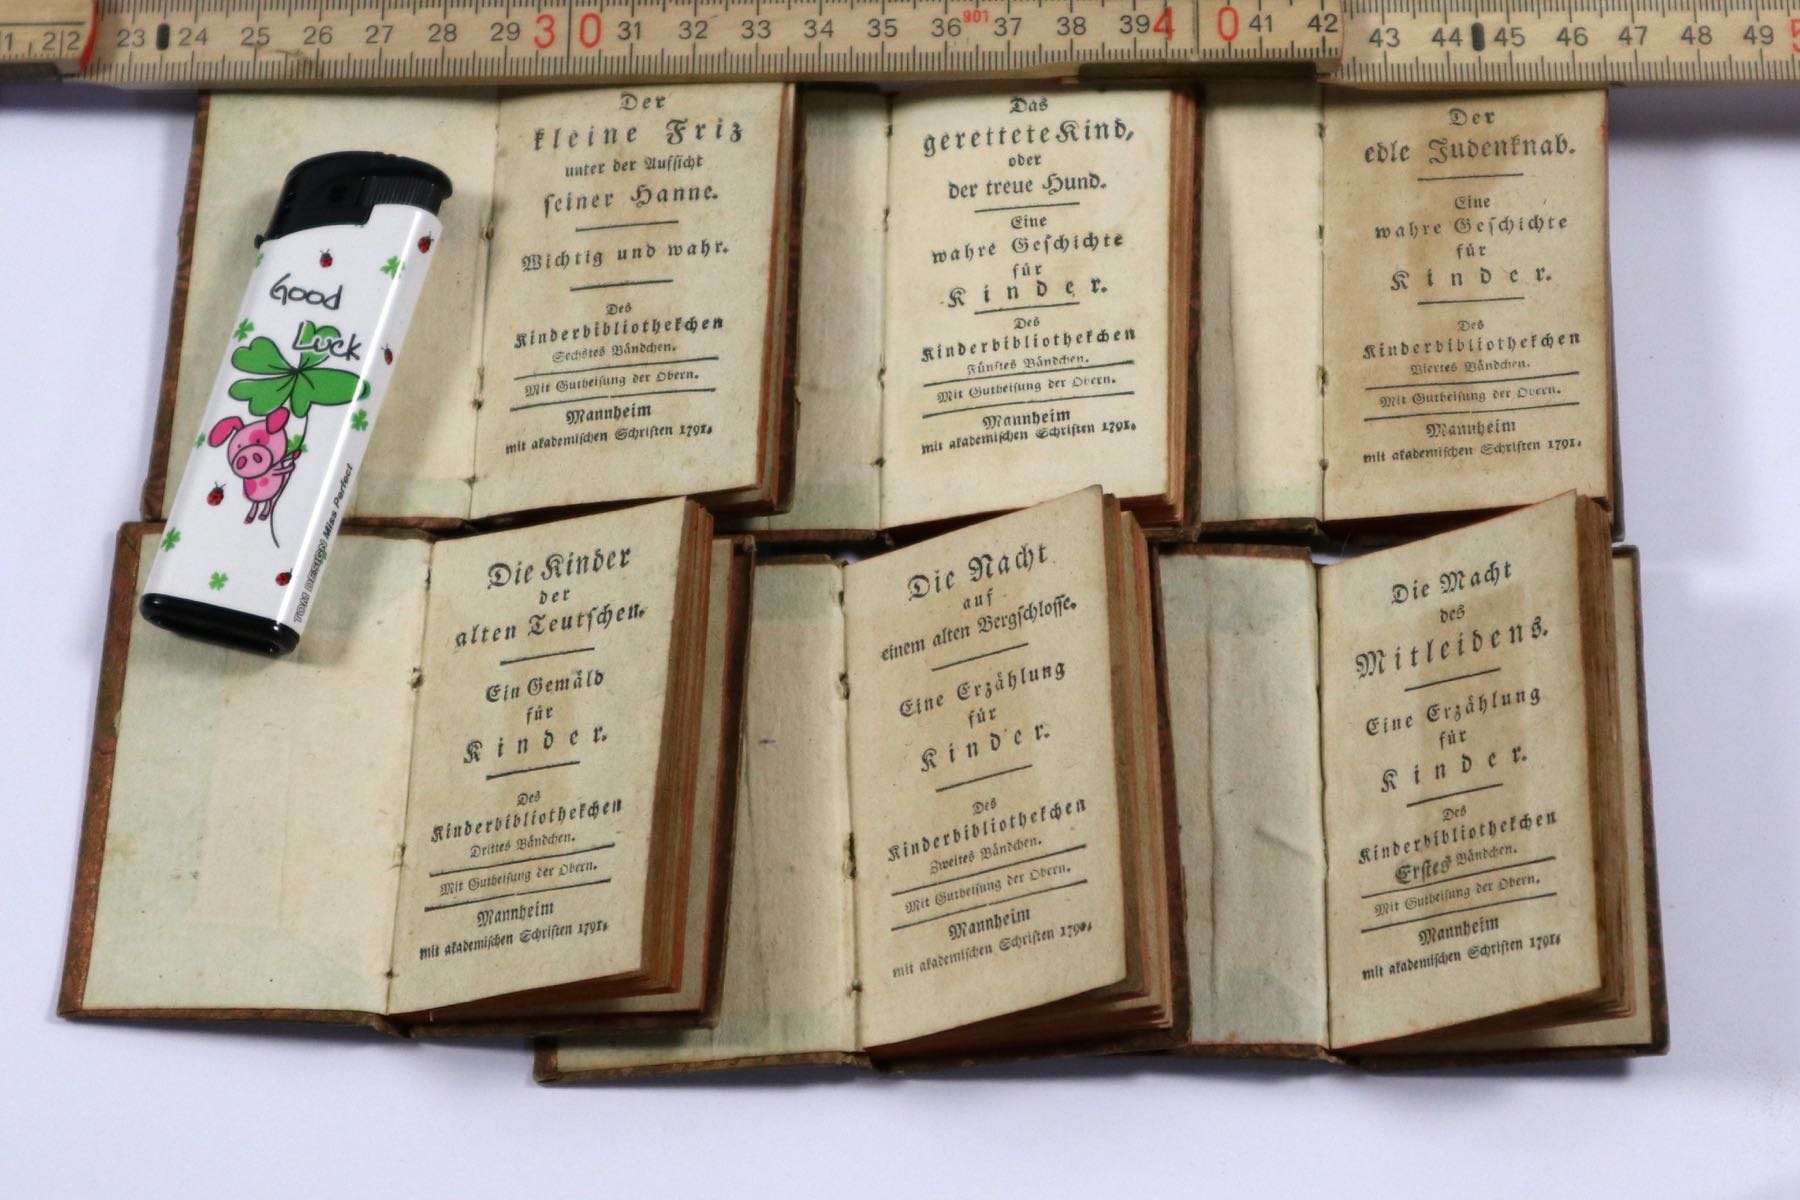 1 22 23 24 25 26 27 28 29 30 31 32 33 34 35 36 901 37 38 39 40 41 42 43 44 45 46 47 48 49 5
Der
kleine Friz
unter der Aufsicht
seiner Hanne.
Wichtig und wahr.
Des
Kinderbibliothekchen
Sechstes Bändchen.
Mit Gutheisung der Obern.
Mannheim
mit akademischen Schriften 1791.
Das
gerettete Kind,
oder
der treue Hund.
Eine
wahre Geschichte
für
Kinder.
Des
Kinderbibliothekchen
Fünftes Bändchen.
Mit Gutheisung der Obern.
Mannheim
mit akademischen Schriften 1791.
Der
edle Judenknab.
Eine
wahre Geschichte
für
Kinder.
Des
Kinderbibliothekchen
Viertes Bändchen.
Mit Gutheisung der Obern.
Mannheim
mit akademischen Schriften 1791.
Good
Luck
TOM DESIGN Miss Perfect
Die Kinder
der
alten Teutschen.
Ein Gemäld
für
Kinder.
Des
Kinderbibliothekchen
Drittes Bändchen.
Mit Gutheisung der Obern.
Mannheim
mit akademischen Schriften 1791.
Die Nacht
auf
einem alten Bergschlosse.
Eine Erzählung
für
Kinder.
Des
Kinderbibliothekchen
Zweites Bändchen.
Mit Gutheisung der Obern.
Mannheim
mit akademischen Schriften
Die Macht
des
Mitleidens.
Eine Erzählung
für
Kinder.
Des
Kinderbibliothekchen
Erstes Bändchen.
Mit Gutheisung der Obern.
Mannheim
mit akademischen Schriften 1791.